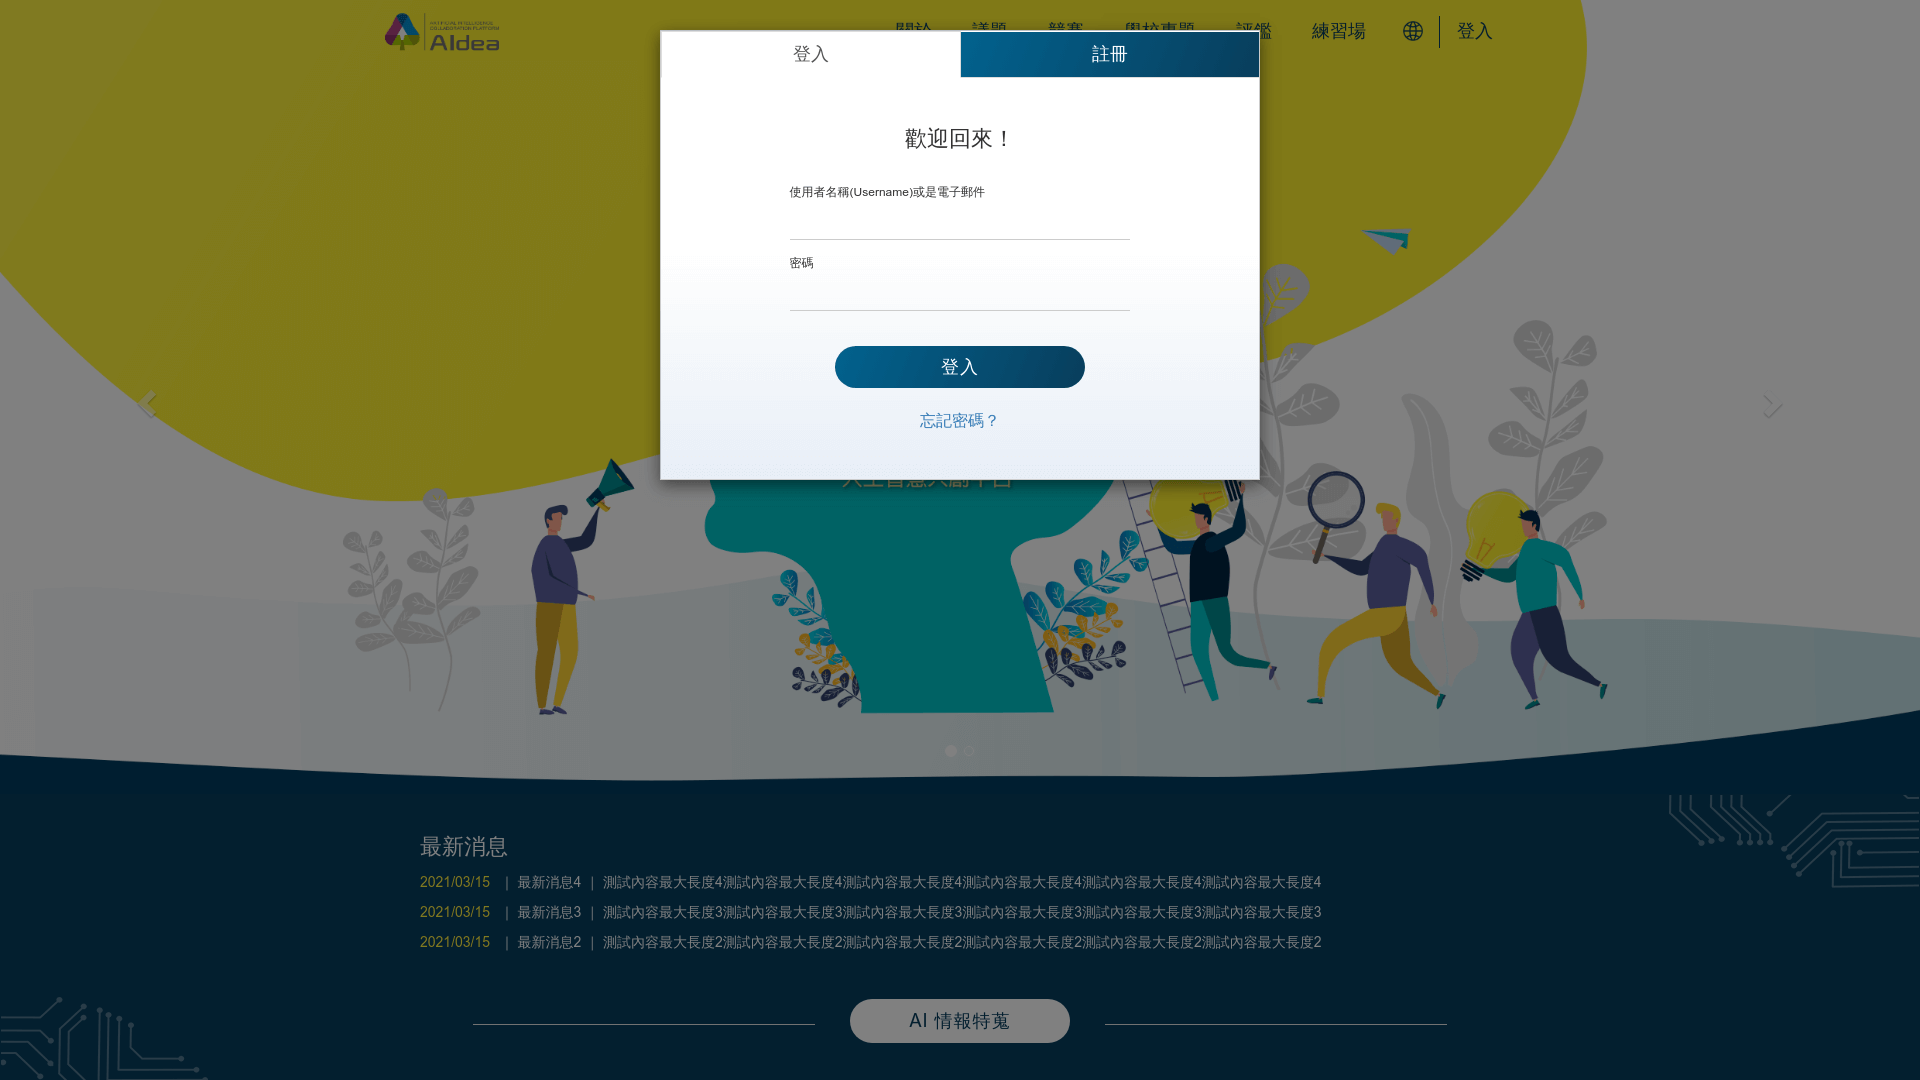 ARTIFICIAL INTELLIGENCE
COLLABORATION PLATFORM
AIdea
關於 議題 競賽 學校專題 評鑑 練習場 登入
登入 註冊
歡迎回來！
使用者名稱(Username)或是電子郵件
密碼
登入
忘記密碼？
人工智慧共創平台
最新消息
2021/03/15 ｜ 最新消息4 ｜ 測試內容最大長度4測試內容最大長度4測試內容最大長度4測試內容最大長度4測試內容最大長度4測試內容最大長度4
2021/03/15 ｜ 最新消息3 ｜ 測試內容最大長度3測試內容最大長度3測試內容最大長度3測試內容最大長度3測試內容最大長度3測試內容最大長度3
2021/03/15 ｜ 最新消息2 ｜ 測試內容最大長度2測試內容最大長度2測試內容最大長度2測試內容最大長度2測試內容最大長度2測試內容最大長度2
AI 情報特蒐